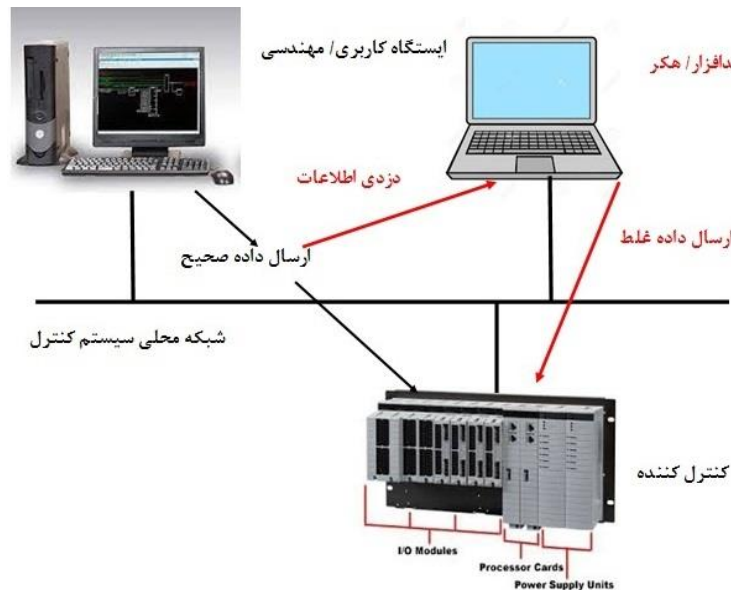 ایستگاه کاربری/ مهندسی
دافزار/ هکر
دزدی اطلاعات
ارسال داده غلط
ارسال داده صحیح
شبکه محلی سیستم کنترل
کنترل کننده
I/O Modules
Processor Cards
Power Supply Units